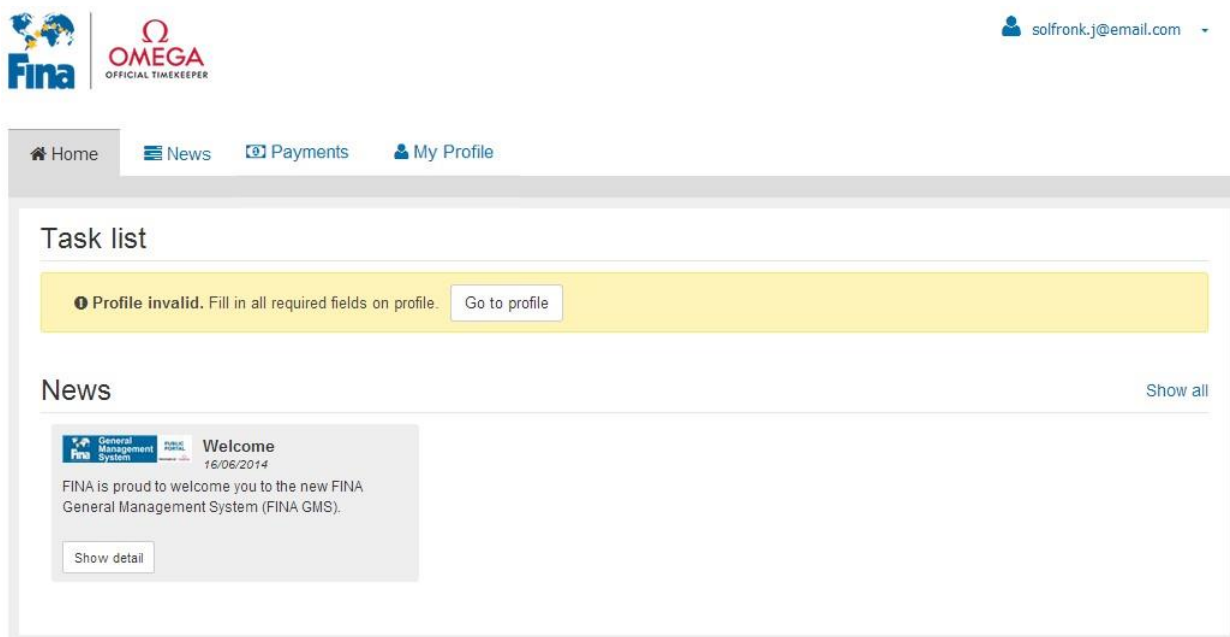 Fina
Ω
OMEGA
OFFICIAL TIMEKEEPER
solfronk.j@email.com
Home News Payments My Profile
Task list
Profile invalid. Fill in all required fields on profile. Go to profile
News Show all
Fina General Management System PUBLIC PORTAL
Welcome
16/06/2014
FINA is proud to welcome you to the new FINA
General Management System (FINA GMS).
Show detail